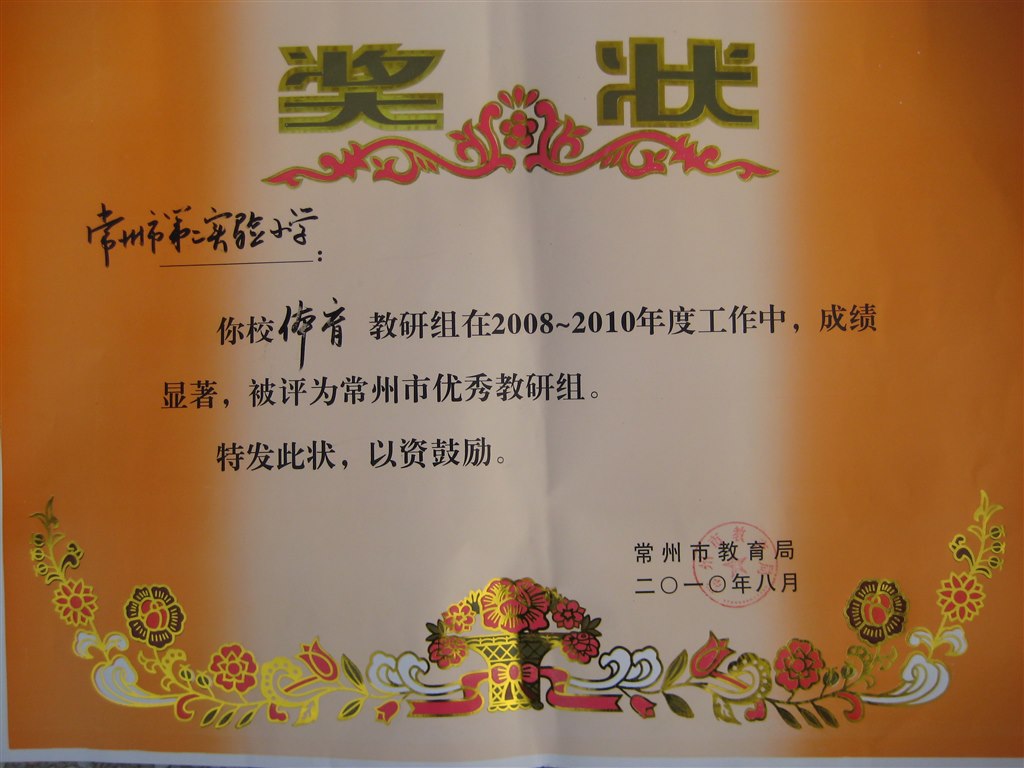 奖状
常州市第二实验小学：
你校体育 教研组在2008~2010年度工作中，成绩
显著，被评为常州市优秀教研组。
特发此状，以资鼓励。
常州市教育局
二〇一〇年八月